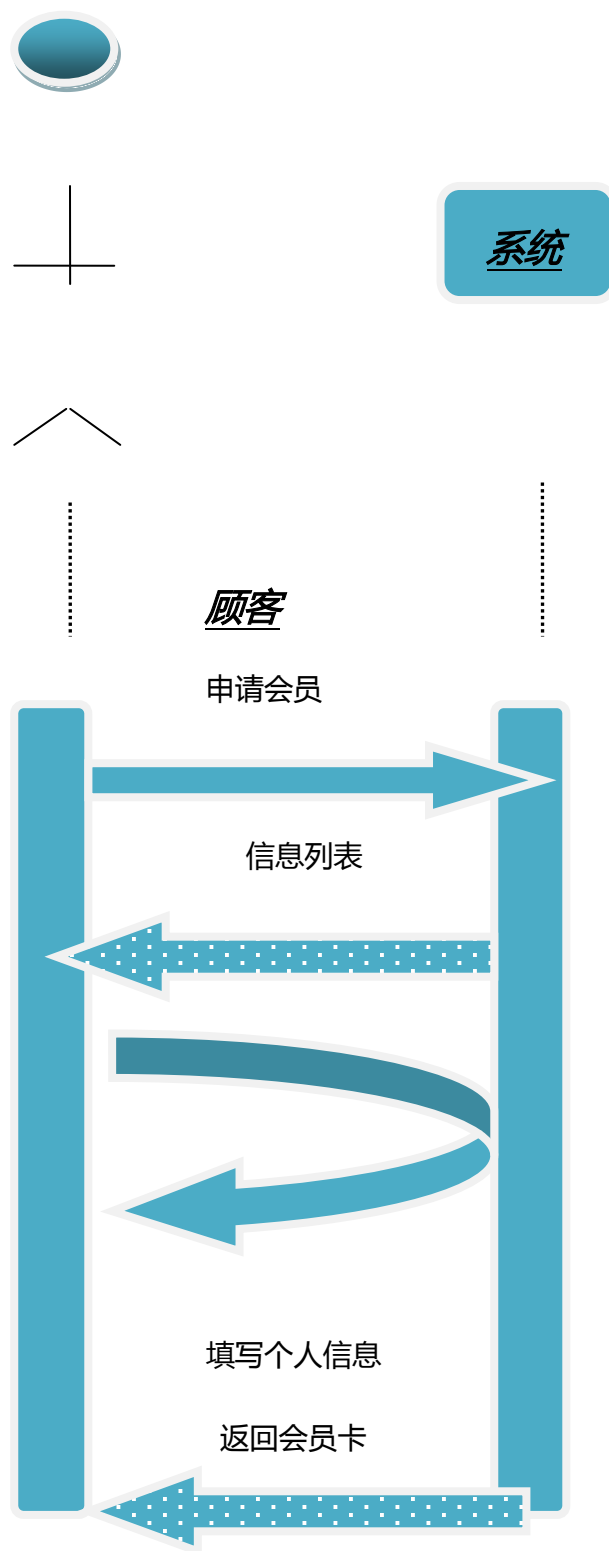 系统
顾客
申请会员
信息列表
填写个人信息
返回会员卡